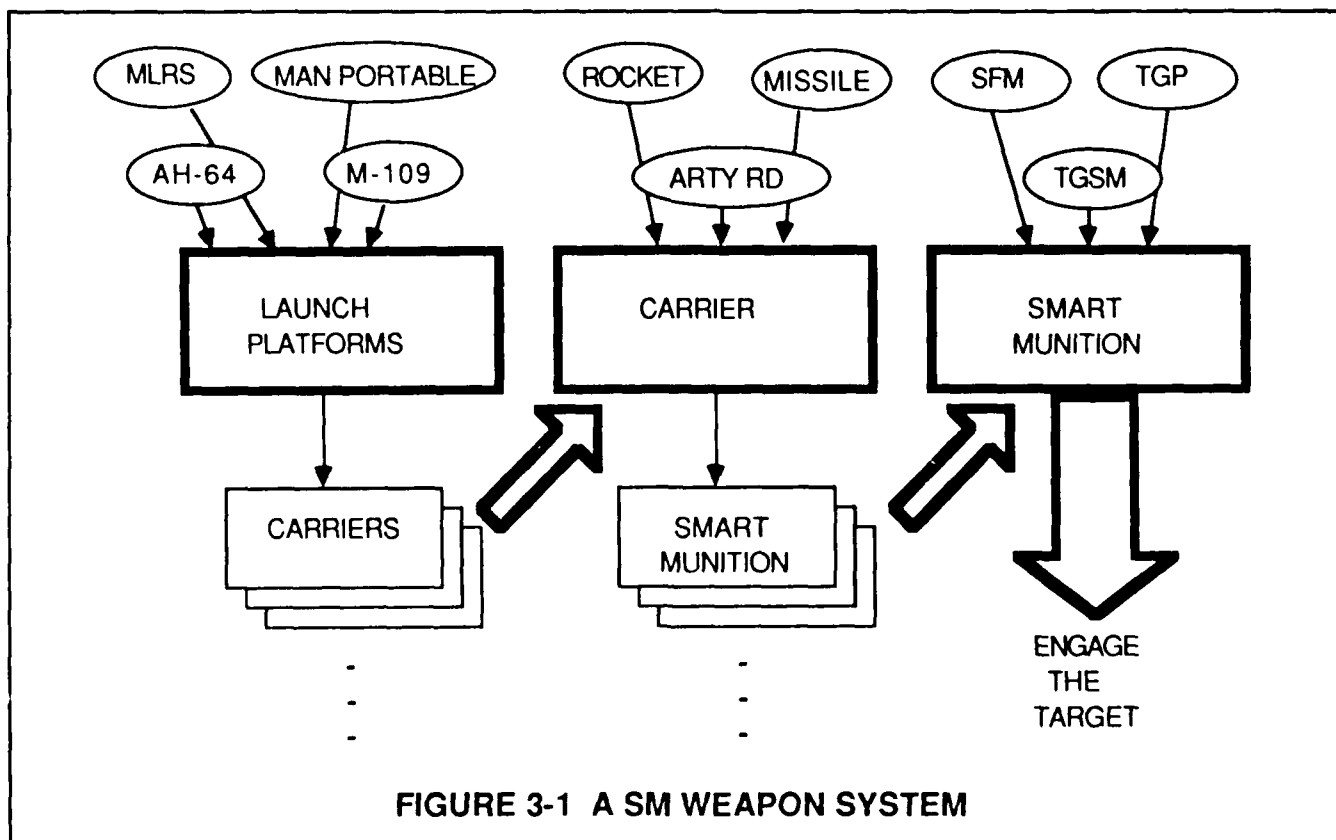 MLRS
MAN PORTABLE
ROCKET
MISSILE
SFM
TGP
AH-64
M-109
ARTY RD
TGSM
LAUNCH
PLATFORMS
CARRIER
SMART
MUNITION
CARRIERS
SMART
MUNITION
ENGAGE
THE
TARGET
FIGURE 3-1 A SM WEAPON SYSTEM